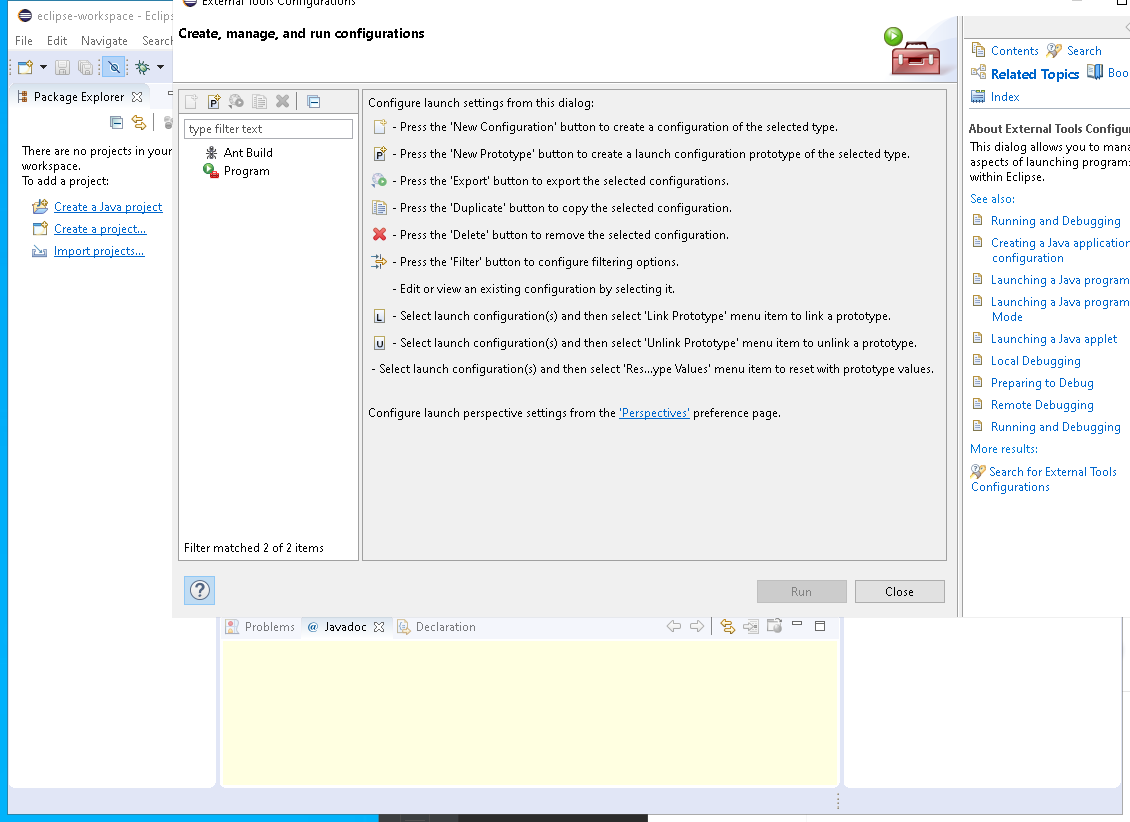 eclipse-workspace - Eclips
External Tools Configurations
File Edit Navigate Search
Create, manage, and run configurations
Package Explorer
There are no projects in your
workspace.
To add a project:
Create a Java project
Create a project...
Import projects...
type filter text
Ant Build
Program
Filter matched 2 of 2 items
Configure launch settings from this dialog:
- Press the 'New Configuration' button to create a configuration of the selected type.
- Press the 'New Prototype' button to create a launch configuration prototype of the selected type.
- Press the 'Export' button to export the selected configurations.
- Press the 'Duplicate' button to copy the selected configuration.
- Press the 'Delete' button to remove the selected configuration.
- Press the 'Filter' button to configure filtering options.
- Edit or view an existing configuration by selecting it.
- Select launch configuration(s) and then select 'Link Prototype' menu item to link a prototype.
- Select launch configuration(s) and then select 'Unlink Prototype' menu item to unlink a prototype.
- Select launch configuration(s) and then select 'Res...ype Values' menu item to reset with prototype values.
Configure launch perspective settings from the 'Perspectives' preference page.
Run Close
Contents Search
Related Topics Boo
Index
About External Tools Configu
This dialog allows you to mana
aspects of launching program
within Eclipse.
See also:
Running and Debugging
Creating a Java application
configuration
Launching a Java program
Launching a Java program
Mode
Launching a Java applet
Local Debugging
Preparing to Debug
Remote Debugging
Running and Debugging
More results:
Search for External Tools
Configurations
Problems @ Javadoc Declaration